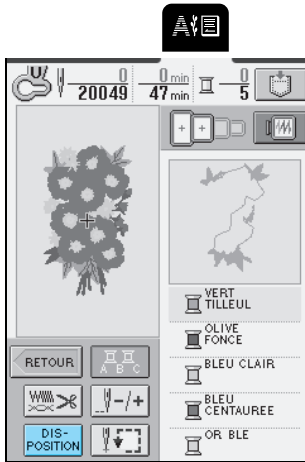 A
U
0 0 min 0
20049 47 min 5
VERT
TILLEUL
OLIVE
FONCE
BLEU CLAIR
BLEU
CENTAUREE
OR BLE
RETOUR
A B C
-/+
DIS-
POSITION